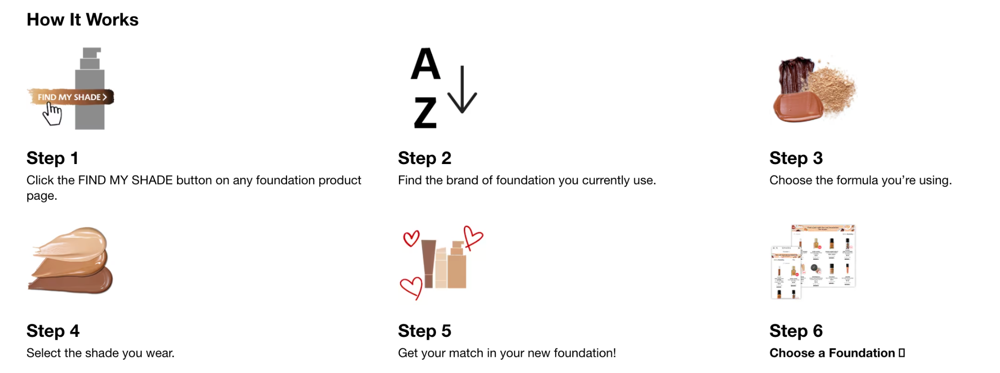 How It Works
FIND MY SHADE >
A
Z
Step 1
Click the FIND MY SHADE button on any foundation product
page.
Step 2
Find the brand of foundation you currently use.
Step 3
Choose the formula you’re using.
Step 4
Select the shade you wear.
Step 5
Get your match in your new foundation!
SEPHORA
Step 6
Choose a Foundation